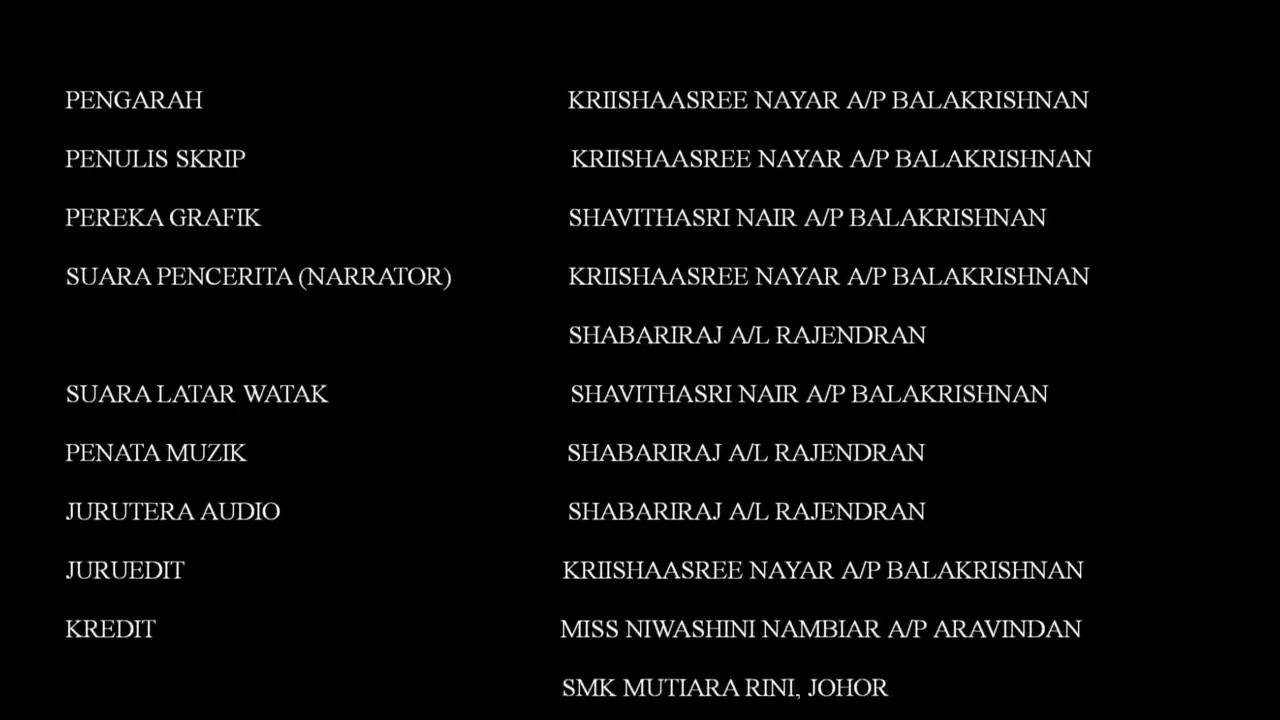 PENGARAH KRIISHAASREE NAYAR A/P BALAKRISHNAN
PENULIS SKRIP KRIISHAASREE NAYAR A/P BALAKRISHNAN
PEREKA GRAFIK SHAVITHASRI NAIR A/P BALAKRISHNAN
SUARA PENCERITA (NARRATOR) KRIISHAASREE NAYAR A/P BALAKRISHNAN
SHABARIRAJ A/L RAJENDRAN
SUARA LATAR WATAK SHAVITHASRI NAIR A/P BALAKRISHNAN
PENATA MUZIK SHABARIRAJ A/L RAJENDRAN
JURUTERA AUDIO SHABARIRAJ A/L RAJENDRAN
JURUEDIT KRIISHAASREE NAYAR A/P BALAKRISHNAN
KREDIT MISS NIWASHINI NAMBIAR A/P ARAVINDAN
SMK MUTIARA RINI, JOHOR